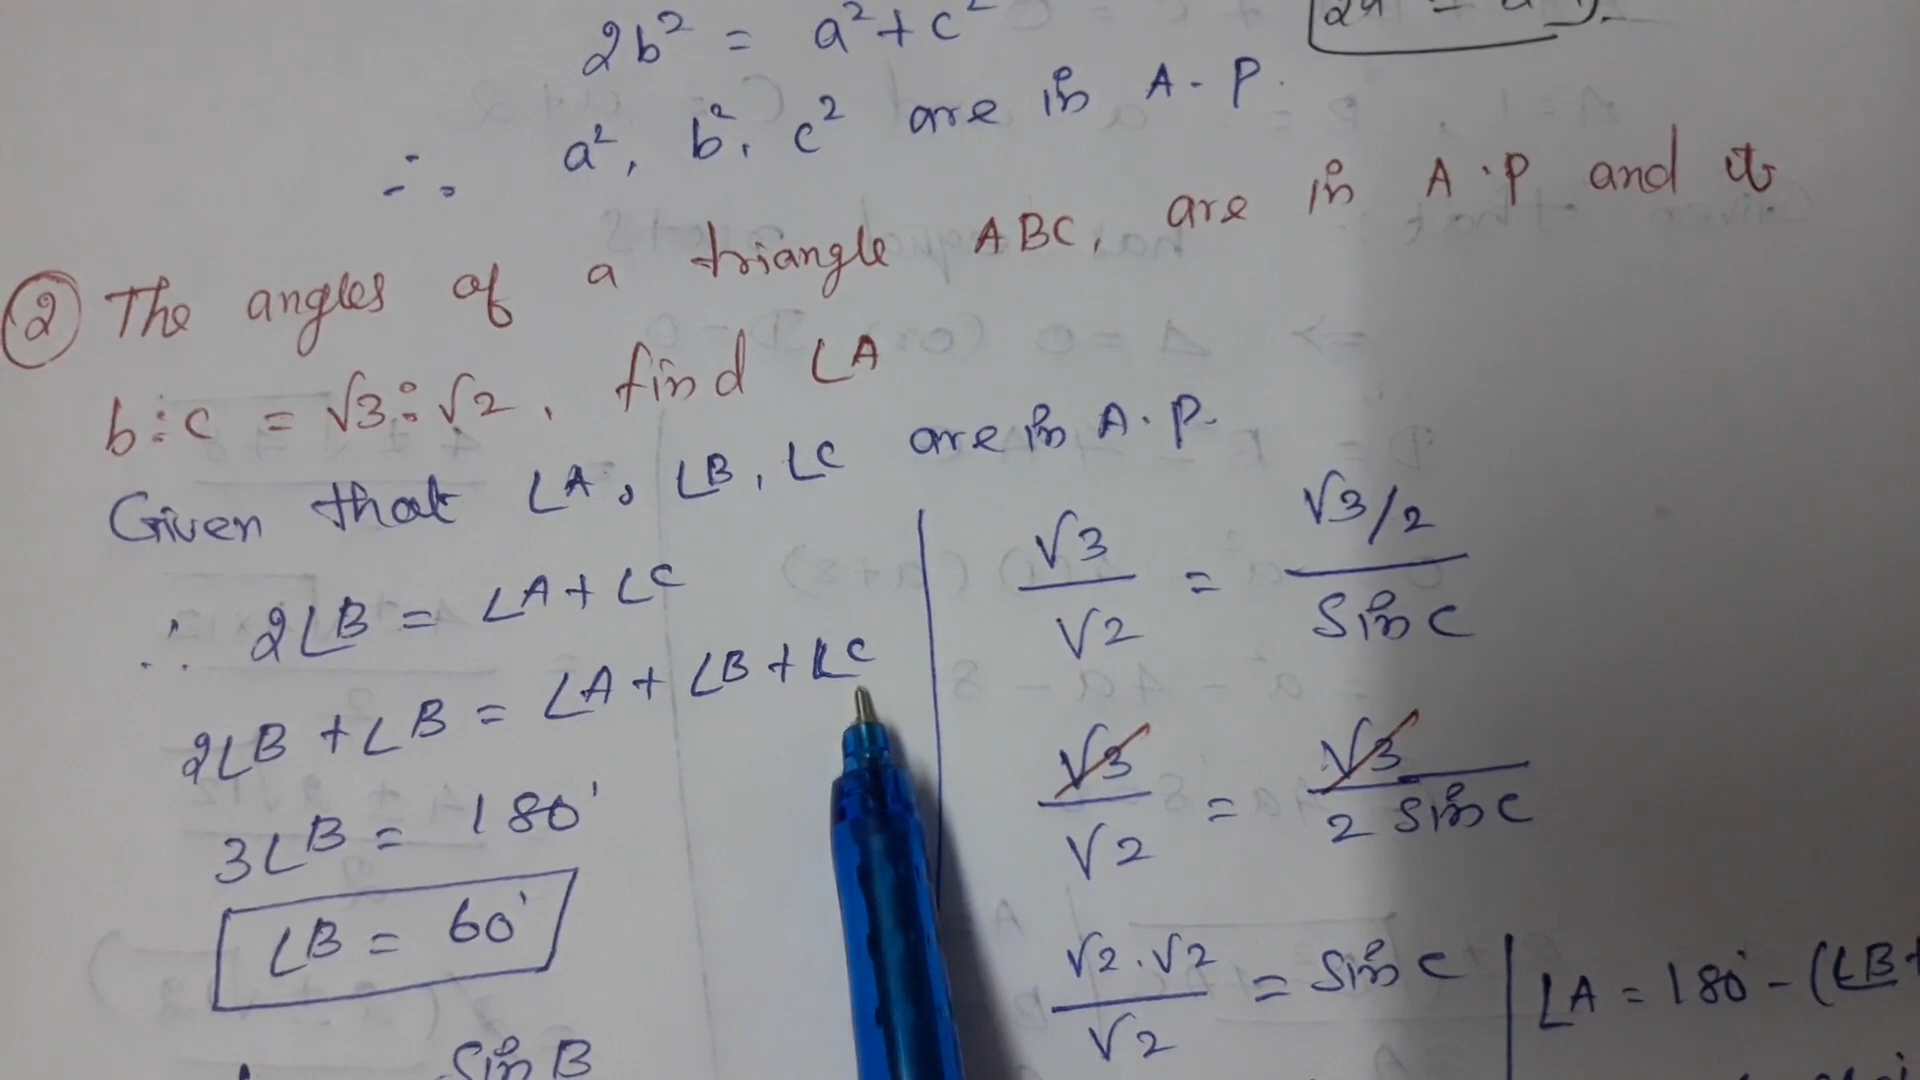 2b² = a²+c²
∴ a², b², c² are in A.P.
② The angles of a triangle ABC, are in A.P and it
b:c = √3:√2, find ∠A
Given that ∠A, ∠B, ∠C are in A.P.
∴ 2∠B = ∠A+∠C
2∠B + ∠B = ∠A + ∠B + ∠C
3∠B = 180°
∠B = 60°
Sin B
√3/√2 = (√3/2)/Sin C
√3/√2 = √3/(2 Sin C)
√2.√2/√2 = Sin C
∠A = 180° - (∠B+